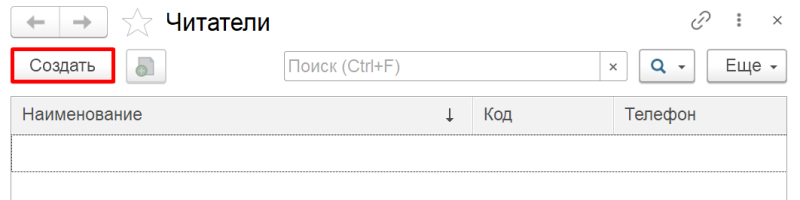 Читатели
Создать Поиск (Ctrl+F) Еще
Наименование Код Телефон